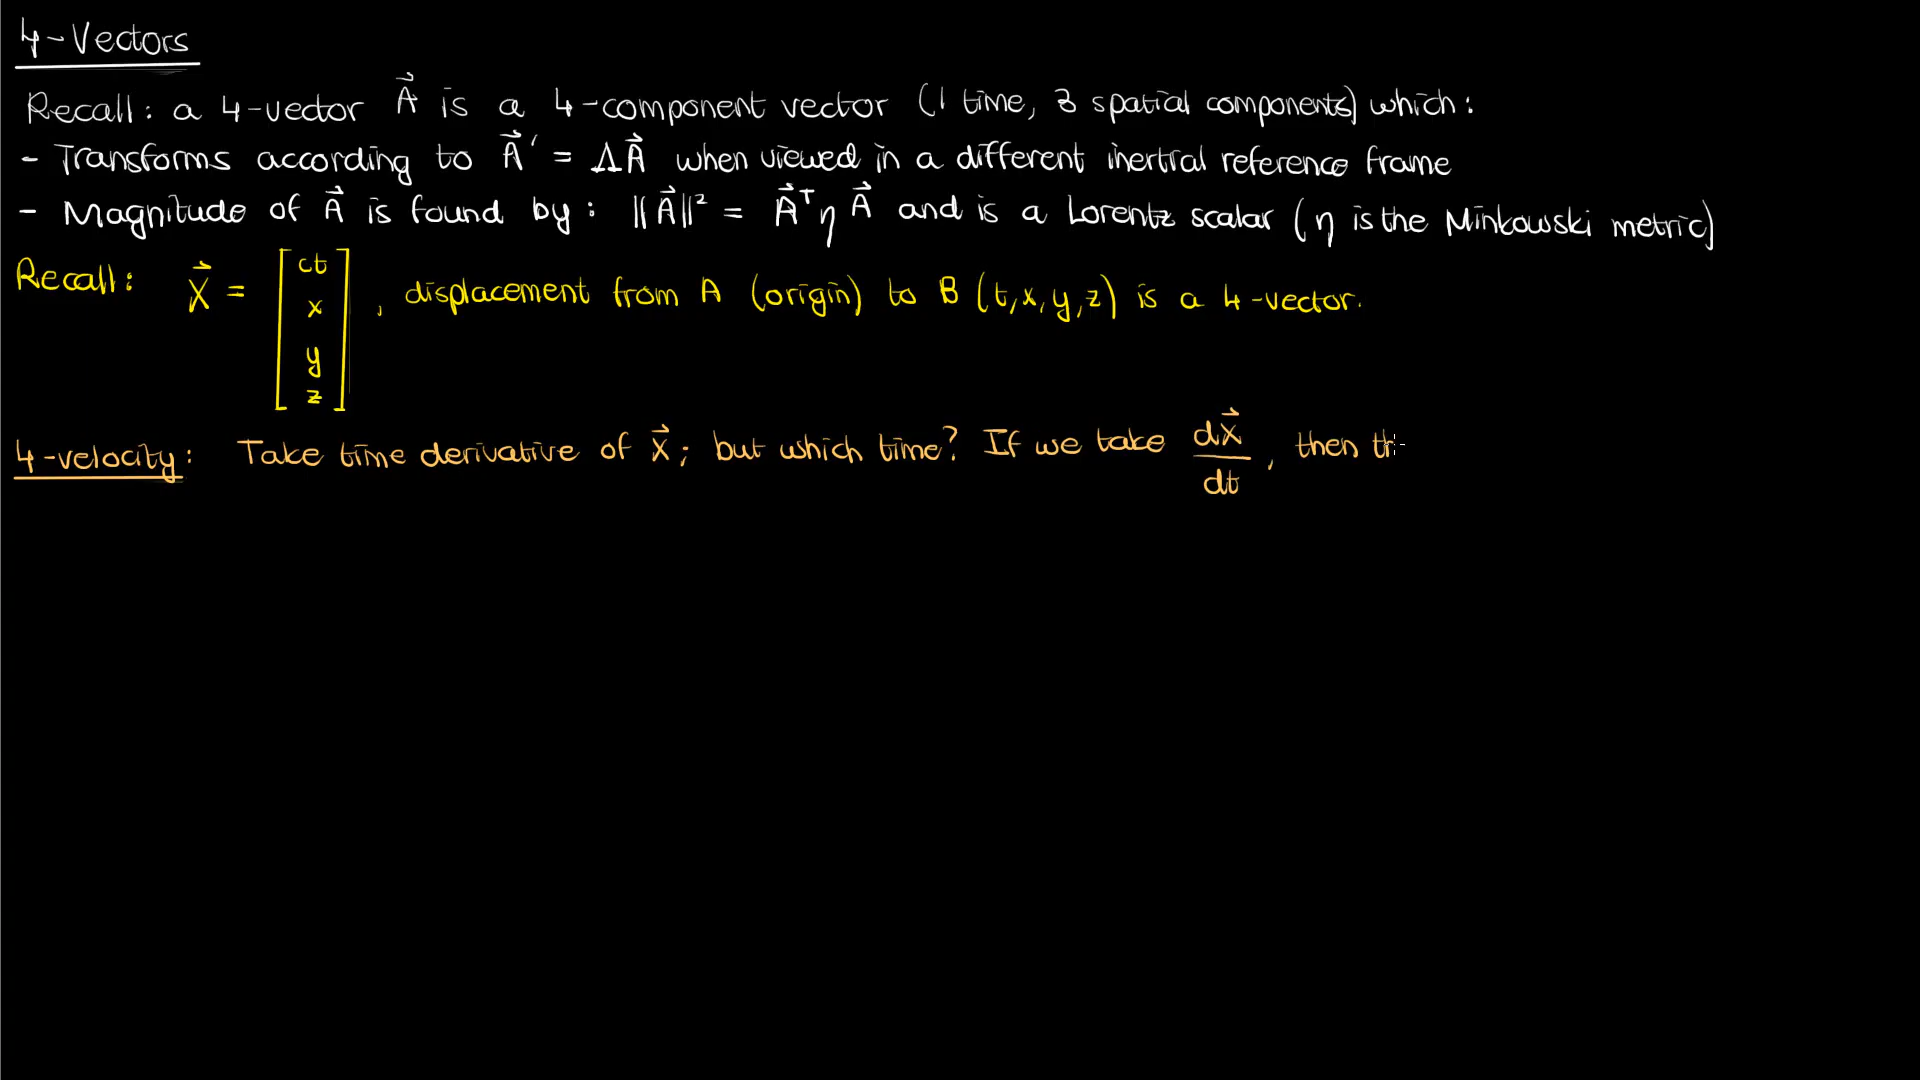 4-Vectors
Recall: a 4-vector A⃗ is a 4-component vector (1 time, 3 spatial components) which:
- Transforms according to A⃗' = ΛA⃗ when viewed in a different inertial reference frame
- Magnitude of A⃗ is found by: ||A⃗||² = A⃗ᵀηA⃗ and is a Lorentz scalar (η is the Minkowski metric)
Recall: X⃗ = [ct x y z], displacement from A (origin) to B (t,x,y,z) is a 4-vector.
4-velocity: Take time derivative of X⃗; but which time? If we take dX⃗/dt, then th